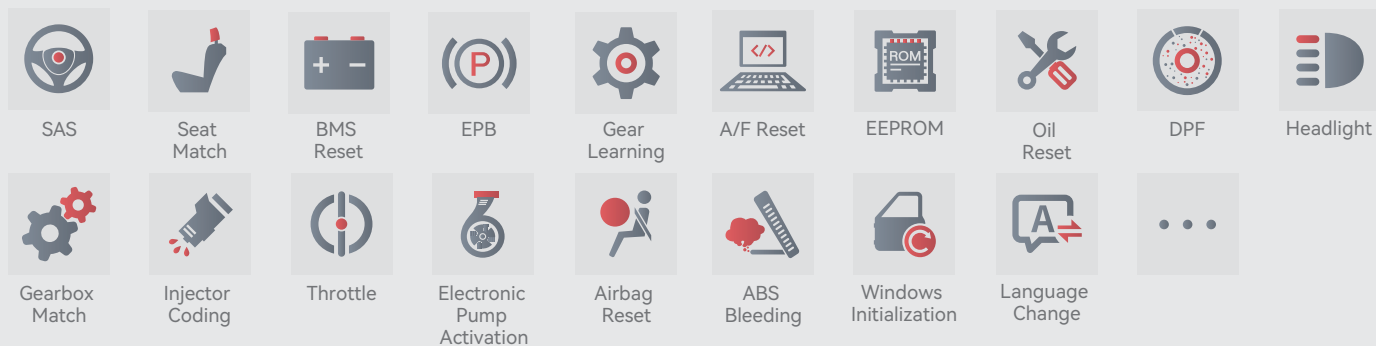 + −
P
</>
ROM
SAS
Seat
Match
BMS
Reset
EPB
Gear
Learning
A/F Reset
EEPROM
Oil
Reset
DPF
Headlight
A
Gearbox
Match
Injector
Coding
Throttle
Electronic
Pump
Activation
Airbag
Reset
ABS
Bleeding
Windows
Initialization
Language
Change